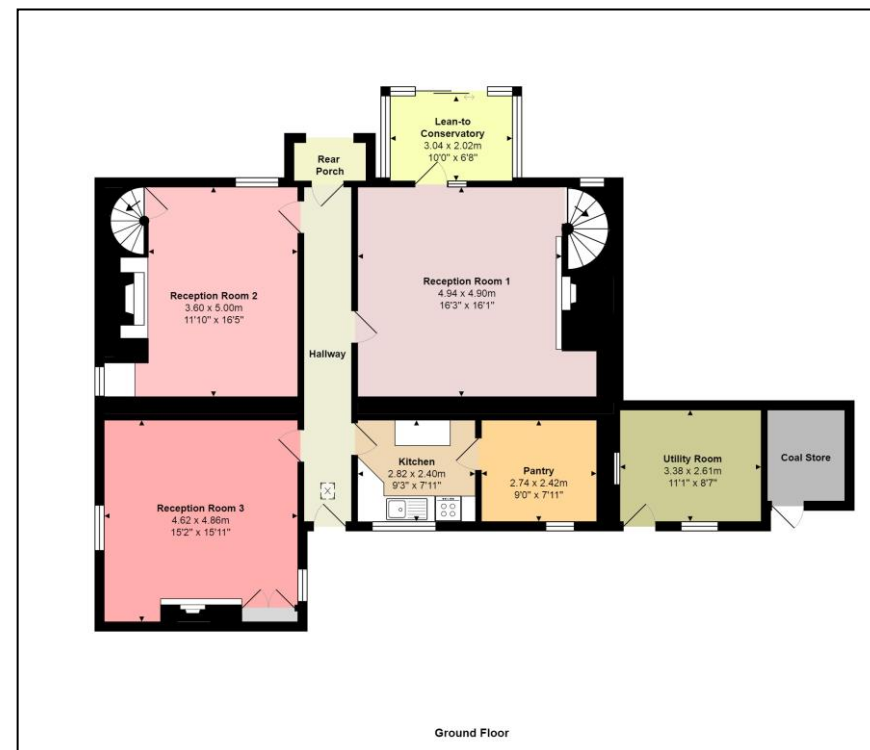 Lean-to
Conservatory
3.04 x 2.02m
10'0" x 6'8"
Rear
Porch
Reception Room 2
3.60 x 5.00m
11'10" x 16'5"
Reception Room 1
4.94 x 4.90m
16'3" x 16'1"
Hallway
Kitchen
2.82 x 2.40m
9'3" x 7'11"
Pantry
2.74 x 2.42m
9'0" x 7'11"
Utility Room
3.38 x 2.61m
11'1" x 8'7"
Coal Store
Reception Room 3
4.62 x 4.86m
15'2" x 15'11"
Ground Floor